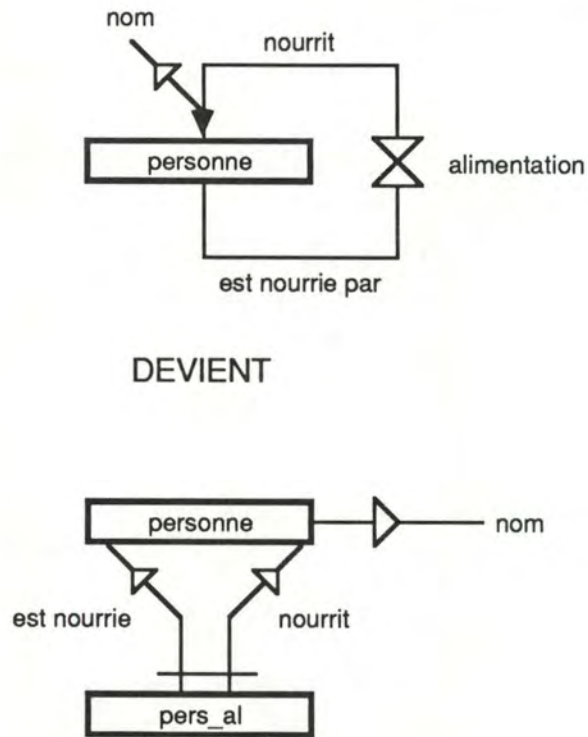 nom
nourrit
personne
alimentation
est nourrie par
DEVIENT
personne
nom
est nourrie
nourrit
pers_al